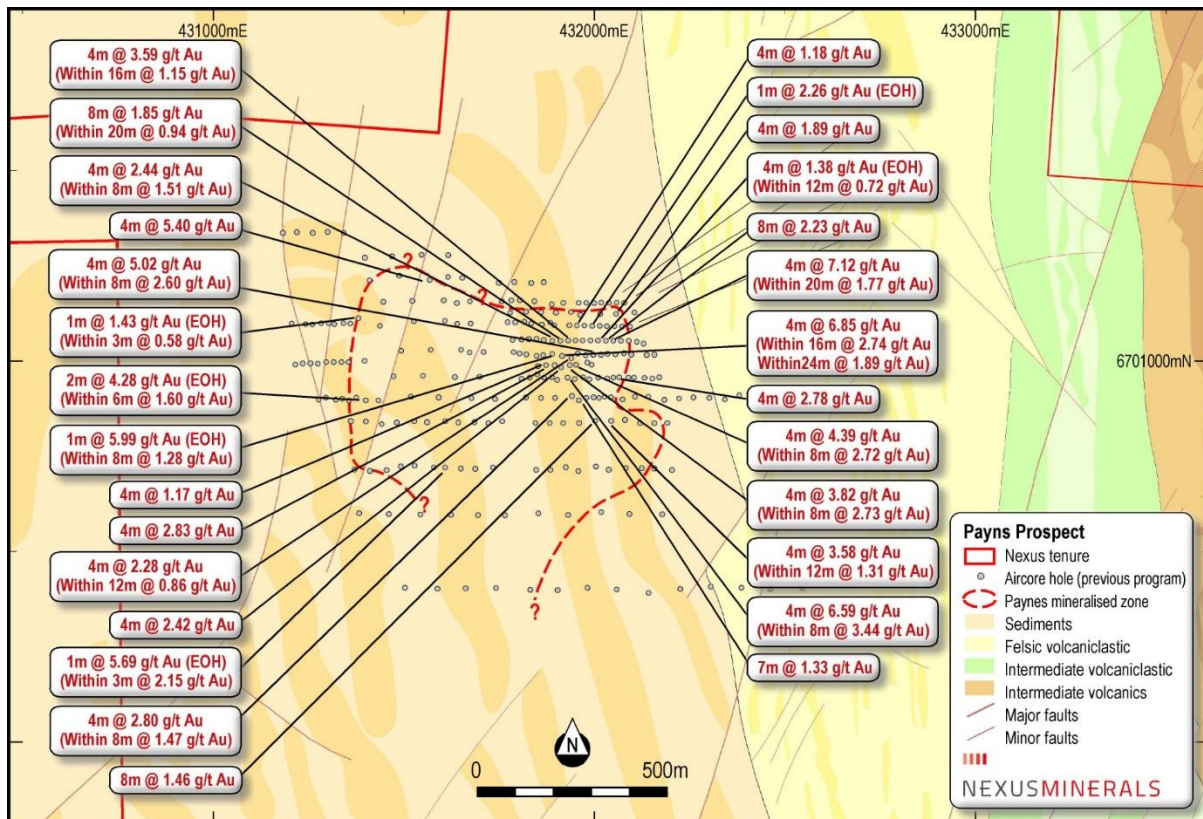 431000mE
432000mE
433000mE
4m @ 3.59 g/t Au
(Within 16m @ 1.15 g/t Au)
8m @ 1.85 g/t Au
(Within 20m @ 0.94 g/t Au)
4m @ 2.44 g/t Au
(Within 8m @ 1.51 g/t Au)
4m @ 5.40 g/t Au
4m @ 5.02 g/t Au
(Within 8m @ 2.60 g/t Au)
1m @ 1.43 g/t Au (EOH)
(Within 3m @ 0.58 g/t Au)
2m @ 4.28 g/t Au (EOH)
(Within 6m @ 1.60 g/t Au)
1m @ 5.99 g/t Au (EOH)
(Within 8m @ 1.28 g/t Au)
4m @ 1.17 g/t Au
4m @ 2.83 g/t Au
4m @ 2.28 g/t Au
(Within 12m @ 0.86 g/t Au)
4m @ 2.42 g/t Au
1m @ 5.69 g/t Au (EOH)
(Within 3m @ 2.15 g/t Au)
4m @ 2.80 g/t Au
(Within 8m @ 1.47 g/t Au)
8m @ 1.46 g/t Au
?
?
?
?
4m @ 1.18 g/t Au
1m @ 2.26 g/t Au (EOH)
4m @ 1.89 g/t Au
4m @ 1.38 g/t Au (EOH)
(Within 12m @ 0.72 g/t Au)
8m @ 2.23 g/t Au
4m @ 7.12 g/t Au
(Within 20m @ 1.77 g/t Au)
4m @ 6.85 g/t Au
(Within 16m @ 2.74 g/t Au
Within24m @ 1.89 g/t Au)
4m @ 2.78 g/t Au
4m @ 4.39 g/t Au
(Within 8m @ 2.72 g/t Au)
4m @ 3.82 g/t Au
(Within 8m @ 2.73 g/t Au)
4m @ 3.58 g/t Au
(Within 12m @ 1.31 g/t Au)
4m @ 6.59 g/t Au
(Within 8m @ 3.44 g/t Au)
7m @ 1.33 g/t Au
6701000mN
N
0 500m
Payns Prospect
Nexus tenure
Aircore hole (previous program)
Paynes mineralised zone
Sediments
Felsic volcaniclastic
Intermediate volcaniclastic
Intermediate volcanics
Major faults
Minor faults
NEXUSMINERALS